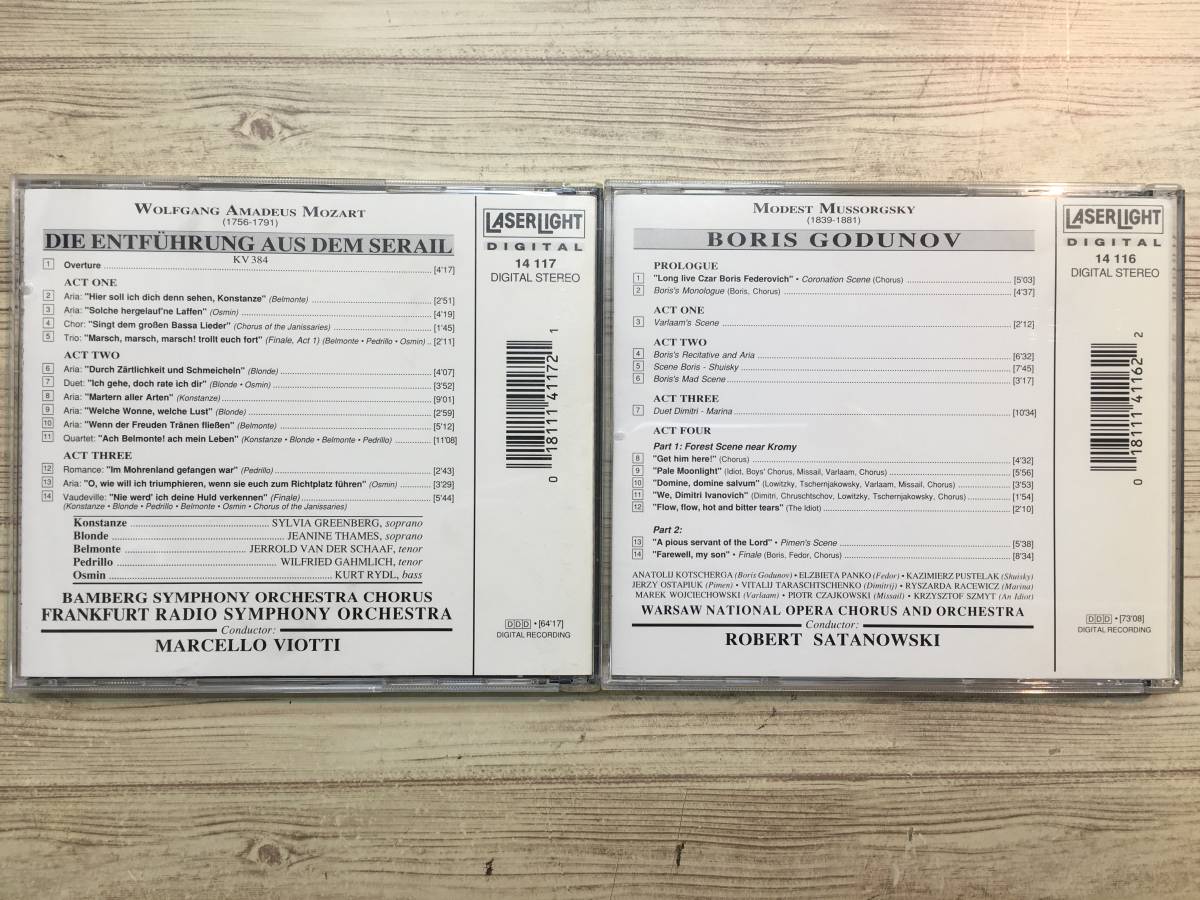 WOLFGANG AMADEUS MOZART
(1756-1791)
DIE ENTFÜHRUNG AUS DEM SERAIL
KV 384
1 Overture [4'17]
ACT ONE
2 Aria: "Hier soll ich dich denn sehen, Konstanze" (Belmonte) [2'51]
3 Aria: "Solche hergelauf'ne Laffen" (Osmin) [4'19]
4 Chor: "Singt dem großen Bassa Lieder" (Chorus of the Janissaries) [1'45]
5 Trio: "Marsch, marsch, marsch! trollt euch fort" (Finale, Act 1) (Belmonte • Pedrillo • Osmin) [2'11]
ACT TWO
6 Aria: "Durch Zärtlichkeit und Schmeicheln" (Blonde) [4'07]
7 Duet: "Ich gehe, doch rate ich dir" (Blonde • Osmin) [3'52]
8 Aria: "Martern aller Arten" (Konstanze) [9'01]
9 Aria: "Welche Wonne, welche Lust" (Blonde) [2'59]
10 Aria: "Wenn der Freuden Tränen fließen" (Belmonte) [5'12]
11 Quartet: "Ach Belmonte! ach mein Leben" (Konstanze • Blonde • Belmonte • Pedrillo) [11'08]
ACT THREE
12 Romance: "Im Mohrenland gefangen war" (Pedrillo) [2'43]
13 Aria: "O, wie will ich triumphieren, wenn sie euch zum Richtplatz führen" (Osmin) [3'29]
14 Vaudeville: "Nie werd' ich deine Huld verkennen" (Finale) [5'44]
(Konstanze • Blonde • Pedrillo • Belmonte • Osmin • Chorus of the Janissaries)
Konstanze SYLVIA GREENBERG, soprano
Blonde JEANINE THAMES, soprano
Belmonte JERROLD VAN DER SCHAAF, tenor
Pedrillo WILFRIED GAHMLICH, tenor
Osmin KURT RYDL, bass
BAMBERG SYMPHONY ORCHESTRA CHORUS
FRANKFURT RADIO SYMPHONY ORCHESTRA
Conductor:
MARCELLO VIOTTI
LASERLIGHT
DIGITAL
14 117
DIGITAL STEREO
0 18111 41172 1
DDD • [64'17]
DIGITAL RECORDING
MODEST MUSSORGSKY
(1839-1881)
BORIS GODUNOV
PROLOGUE
1 "Long live Czar Boris Federovich" • Coronation Scene (Chorus) [5'03]
2 Boris's Monologue (Boris, Chorus) [4'37]
ACT ONE
3 Varlaam's Scene [2'12]
ACT TWO
4 Boris's Recitative and Aria [6'32]
5 Scene Boris - Shuisky [7'45]
6 Boris's Mad Scene [3'17]
ACT THREE
7 Duet Dimitri - Marina [10'34]
ACT FOUR
Part 1: Forest Scene near Kromy
8 "Get him here!" (Chorus) [4'32]
9 "Pale Moonlight" (Idiot, Boys' Chorus, Missail, Varlaam, Chorus) [5'56]
10 "Domine, domine salvum" (Lowitzky, Tschernjakowsky, Varlaam, Missail, Chorus) [3'53]
11 "We, Dimitri Ivanovich" (Dimitri, Chruschtschov, Lowitzky, Tschernjakowsky, Chorus) [1'54]
12 "Flow, flow, hot and bitter tears" (The Idiot) [2'10]
Part 2:
13 "A pious servant of the Lord" • Pimen's Scene [5'38]
14 "Farewell, my son" • Finale (Boris, Fedor, Chorus) [8'34]
ANATOLIJ KOTSCHERGA (Boris Godunov) • ELZBIETA PANKO (Fedor) • KAZIMIERZ PUSTELAK (Shuisky)
JERZY OSTAPIUK (Pimen) • VITALIJ TARASCHTSCHENKO (Dimitrij) • RYSZARDA RACEWICZ (Marina)
MAREK WOJCIECHOWSKI (Varlaam) • PIOTR CZAJKOWSKI (Missail) • KRZYSZTOF SZMYT (An Idiot)
WARSAW NATIONAL OPERA CHORUS AND ORCHESTRA
Conductor:
ROBERT SATANOWSKI
LASERLIGHT
DIGITAL
14 116
DIGITAL STEREO
0 18111 41162 2
DDD • [73'08]
DIGITAL RECORDING